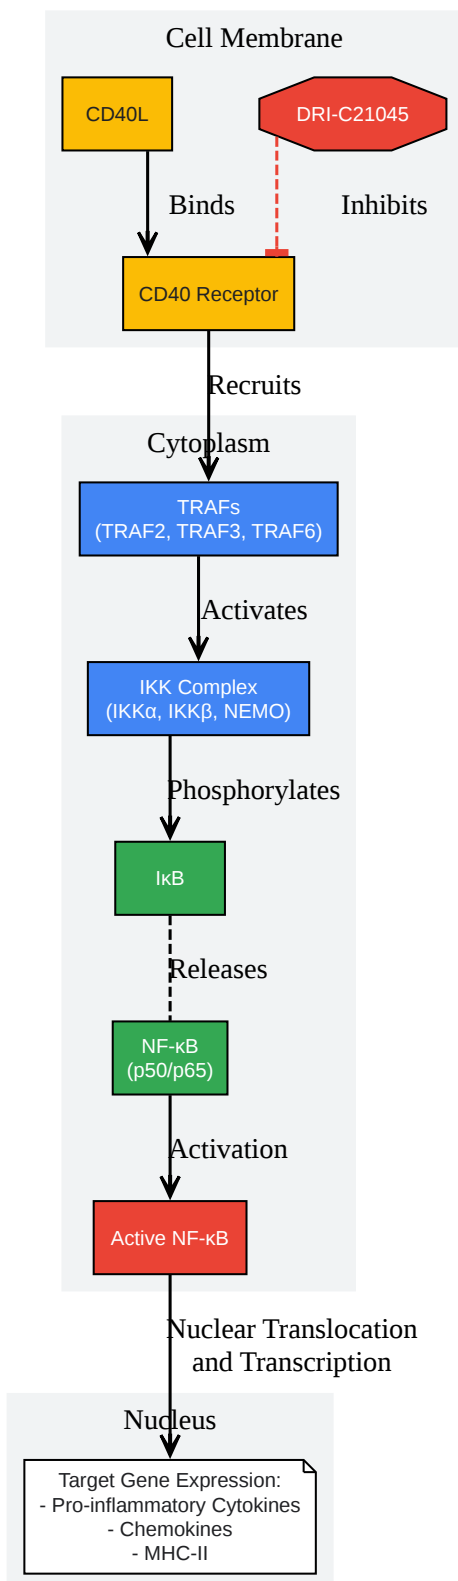 Cell Membrane
CD40L
DRI-C21045
Binds
Inhibits
CD40 Receptor
Recruits
Cytoplasm
TRAFs
(TRAF2, TRAF3, TRAF6)
Activates
IKK Complex
(IKKα, IKKβ, NEMO)
Phosphorylates
IκB
Releases
NF-κB
(p50/p65)
Activation
Active NF-κB
Nuclear Translocation
and Transcription
Nucleus
Target Gene Expression:
- Pro-inflammatory Cytokines
- Chemokines
- MHC-II